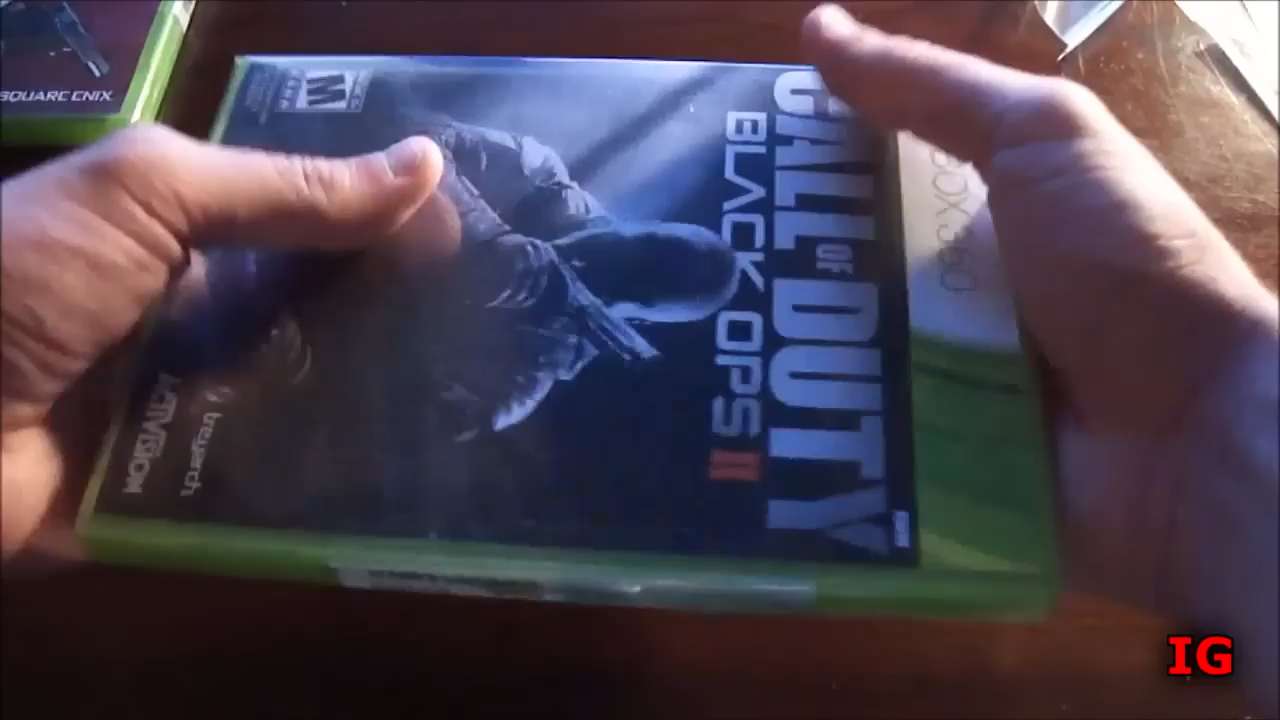 SQUARE ENIX
M
CALL OF DUTY
BLACK OPS II
XBOX 360
ACTIVISION
treyarch
IG